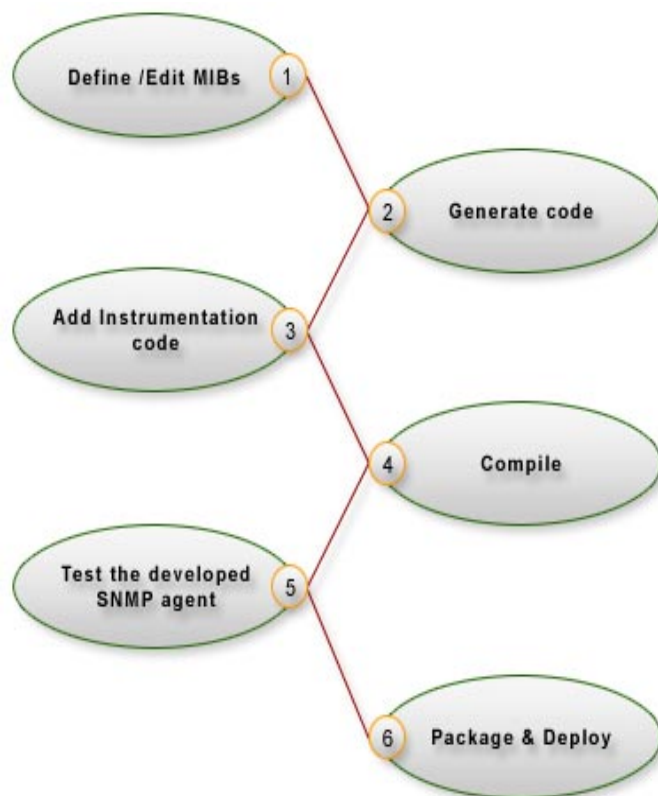 Define /Edit MIBs 1
2 Generate code
Add Instrumentation 3
code
4 Compile
Test the developed 5
SNMP agent
6 Package & Deploy